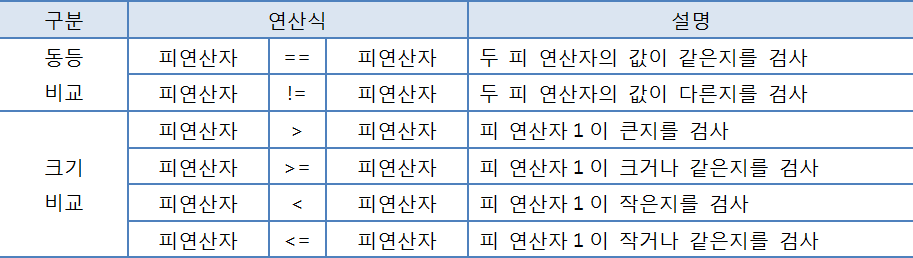 구분 연산식 설명
동등 비교 피연산자 == 피연산자 두 피 연산자의 값이 같은지를 검사
피연산자 != 피연산자 두 피 연산자의 값이 다른지를 검사
크기 비교 피연산자 > 피연산자 피 연산자1이 큰지를 검사
피연산자 >= 피연산자 피 연산자1이 크거나 같은지를 검사
피연산자 < 피연산자 피 연산자1이 작은지를 검사
피연산자 <= 피연산자 피 연산자1이 작거나 같은지를 검사